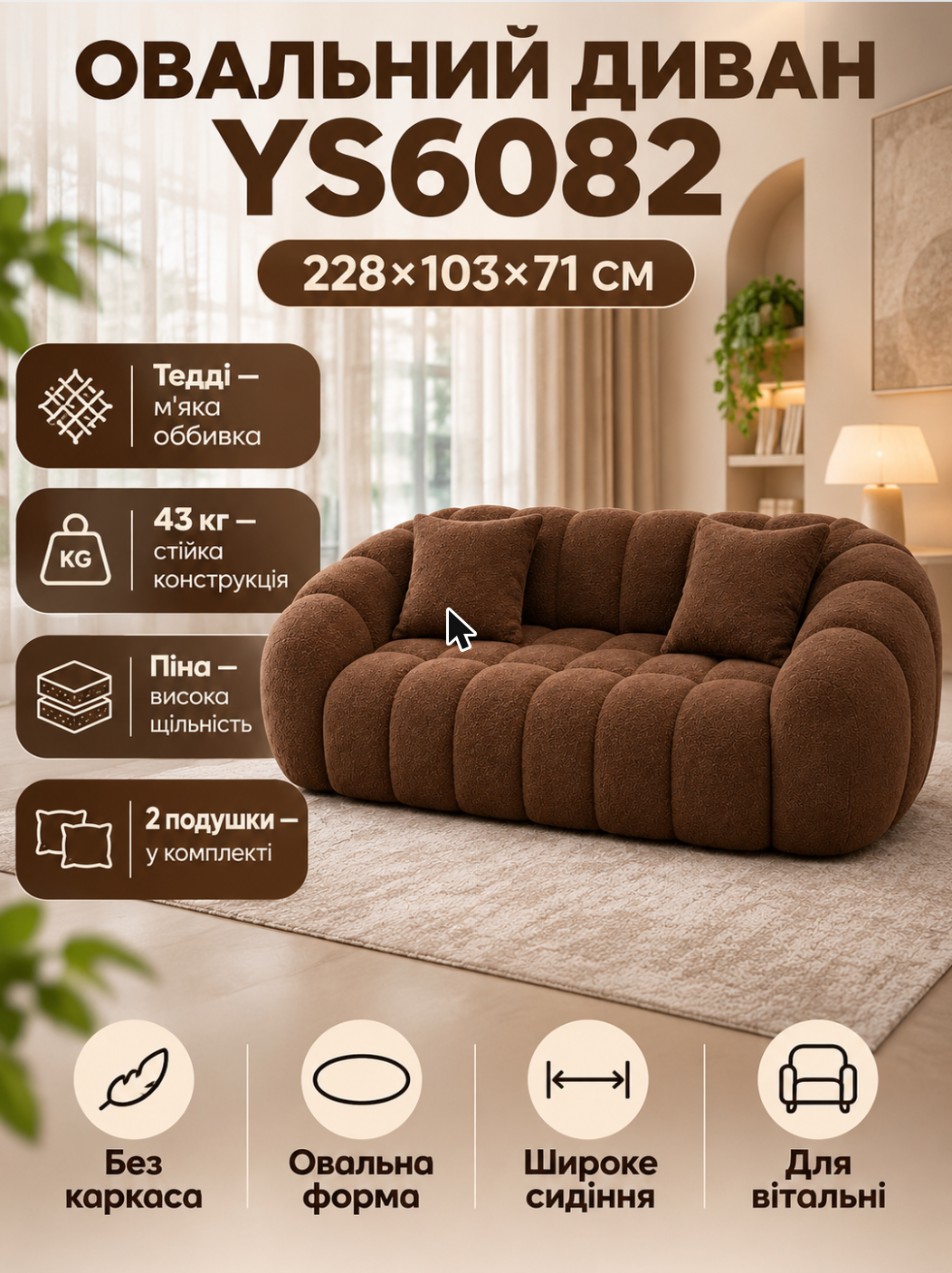 ОВАЛЬНИЙ ДИВАН
YS6082
228×103×71 СМ
Тедді —
м'яка
оббивка
KG
43 кг —
стійка
конструкція
Піна —
висока
щільність
2 подушки —
у комплекті
Без
каркаса
Овальна
форма
Широке
сидіння
Для
вітальні